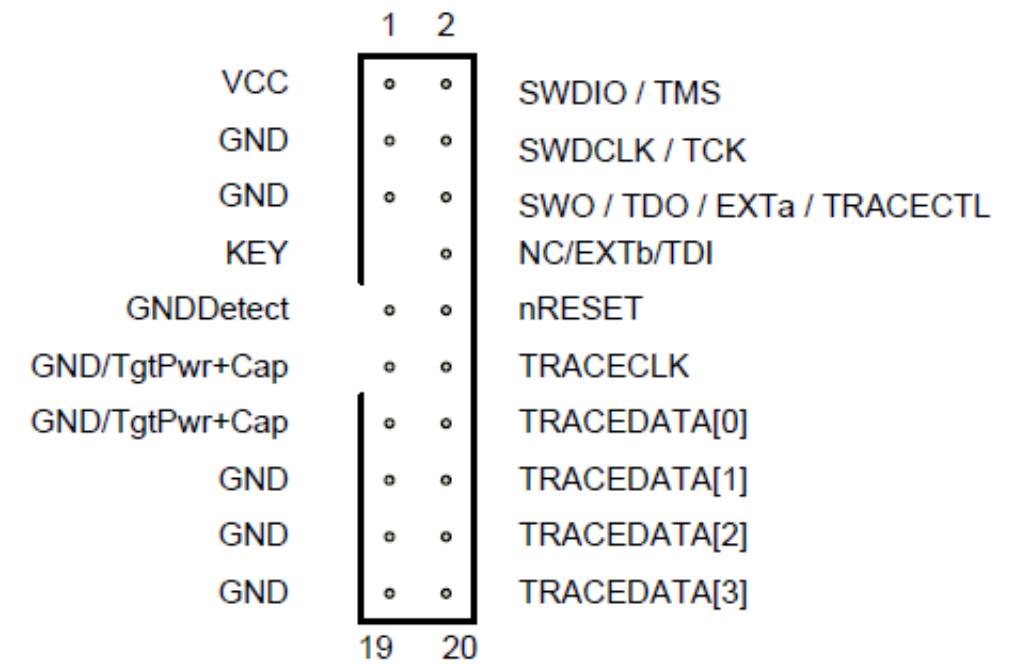 1 2
VCC SWDIO / TMS
GND SWDCLK / TCK
GND SWO / TDO / EXTa / TRACECTL
KEY NC/EXTb/TDI
GNDDetect nRESET
GND/TgtPwr+Cap TRACECLK
GND/TgtPwr+Cap TRACEDATA[0]
GND TRACEDATA[1]
GND TRACEDATA[2]
GND TRACEDATA[3]
19 20